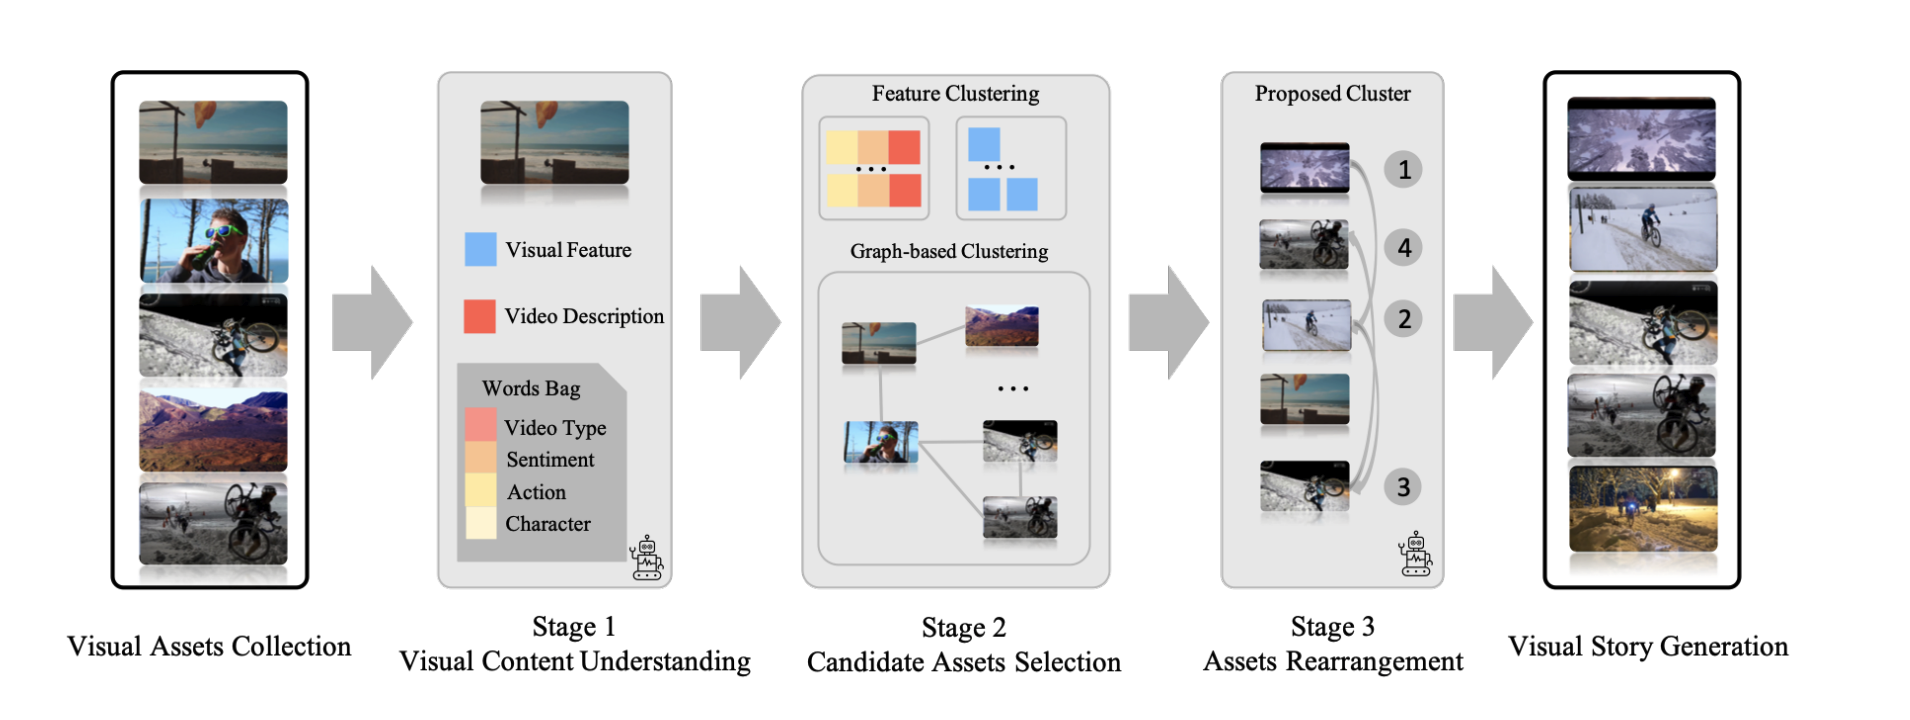 Visual Assets Collection
Visual Feature
Video Description
Words Bag
Video Type
Sentiment
Action
Character
Stage 1
Visual Content Understanding
Feature Clustering
...
...
Graph-based Clustering
...
Stage 2
Candidate Assets Selection
Proposed Cluster
1
4
2
3
Stage 3
Assets Rearrangement
Visual Story Generation